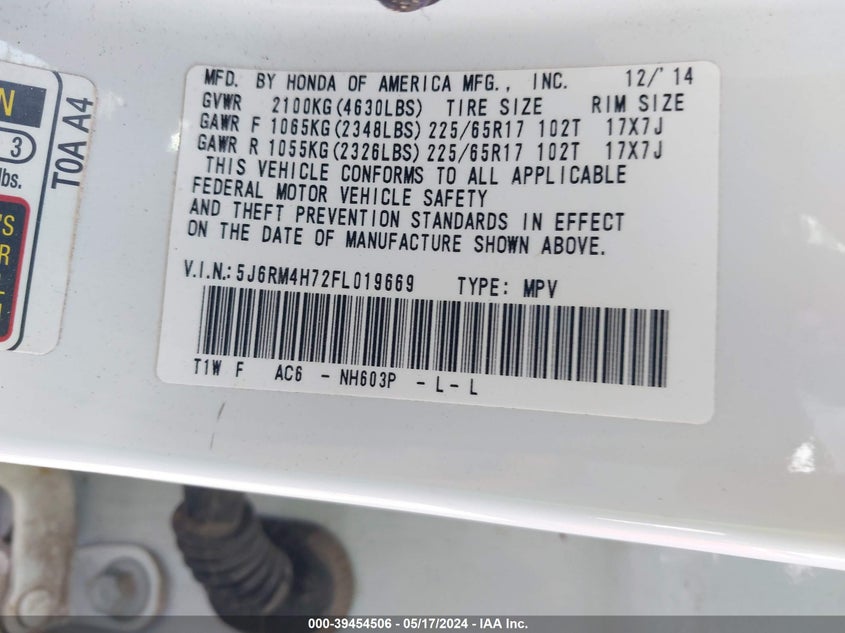 N
3
lbs.
'S
R
T0A A4
MFD. BY HONDA OF AMERICA MFG., INC. 12/'14
GVWR 2100KG(4630LBS) TIRE SIZE RIM SIZE
GAWR F 1065KG(2348LBS) 225/65R17 102T 17X7J
GAWR R 1055KG(2326LBS) 225/65R17 102T 17X7J
THIS VEHICLE CONFORMS TO ALL APPLICABLE
FEDERAL MOTOR VEHICLE SAFETY
AND THEFT PREVENTION STANDARDS IN EFFECT
ON THE DATE OF MANUFACTURE SHOWN ABOVE.
V.I.N.: 5J6RM4H72FL019669 TYPE: MPV
T1W F AC6 - NH603P - L - L
000-39454506 - 05/17/2024 - IAA Inc.